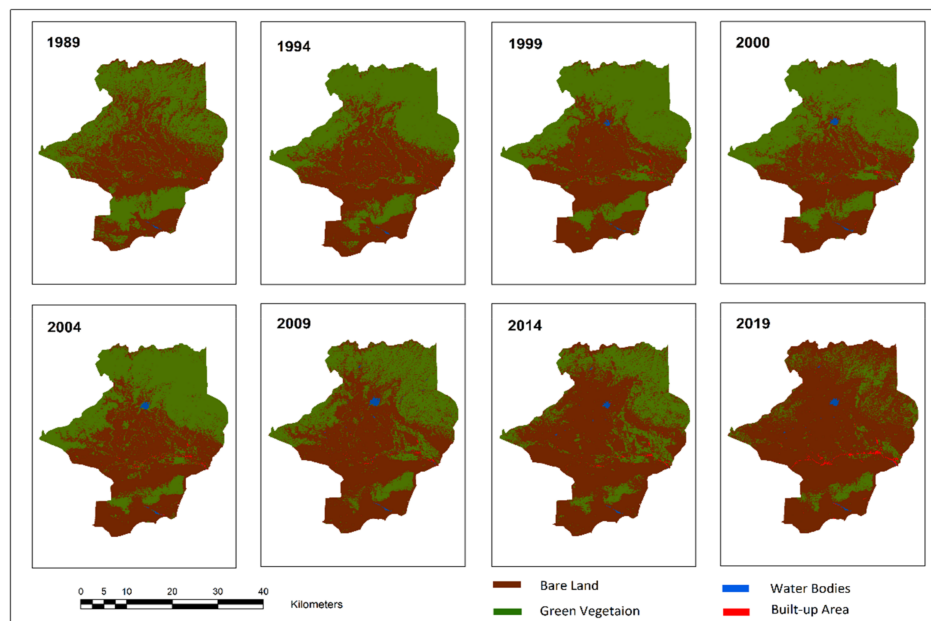 1989
1994
1999
2000
2004
2009
2014
2019
0 5 10 20 30 40
Kilometers
Bare Land
Green Vegetaion
Water Bodies
Built-up Area